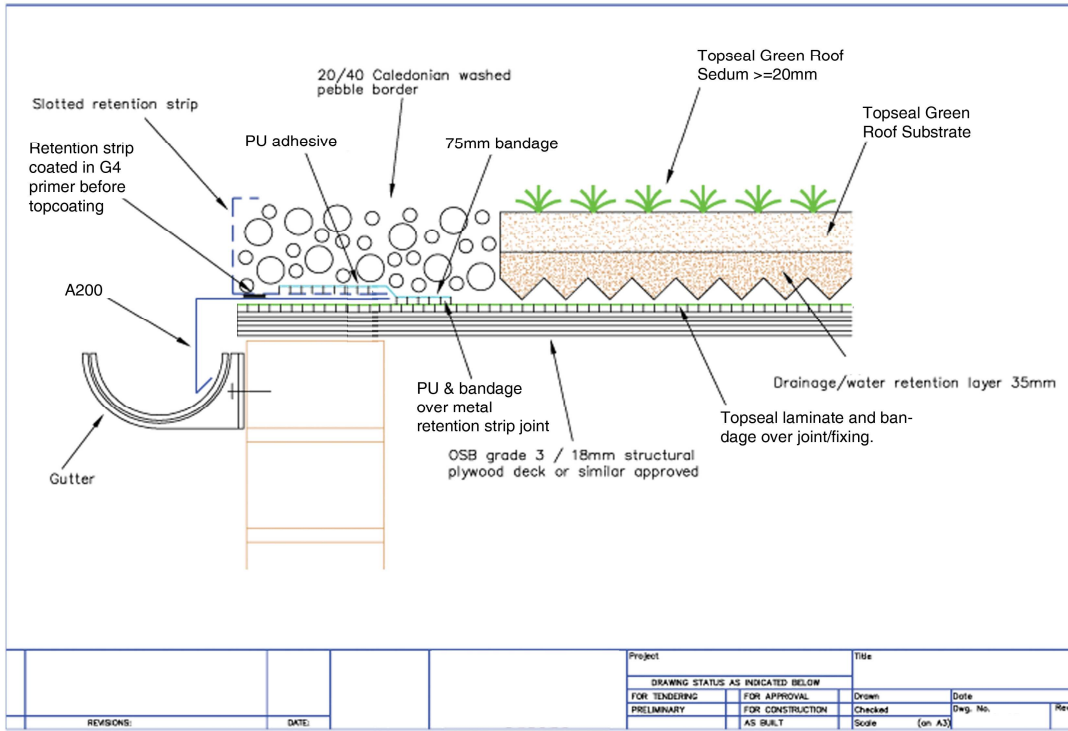 Topseal Green Roof
Sedum >=20mm
20/40 Caledonian washed
pebble border
Slotted retention strip
Topseal Green
Roof Substrate
Retention strip
coated in G4
primer before
topcoating
PU adhesive
75mm bandage
A200
Drainage/water retention layer 35mm
PU & bandage
over metal
retention strip joint
Topseal laminate and ban-
dage over joint/fixing.
OSB grade 3 / 18mm structural
plywood deck or similar approved
Gutter
Project
Title
DRAWING STATUS AS INDICATED BELOW
FOR TENDERING
FOR APPROVAL
Drawn
Date
PRELIMINARY
FOR CONSTRUCTION
Checked
Dwg. No.
REVISIONS:
DATE:
AS BUILT
Scale
(on A3)